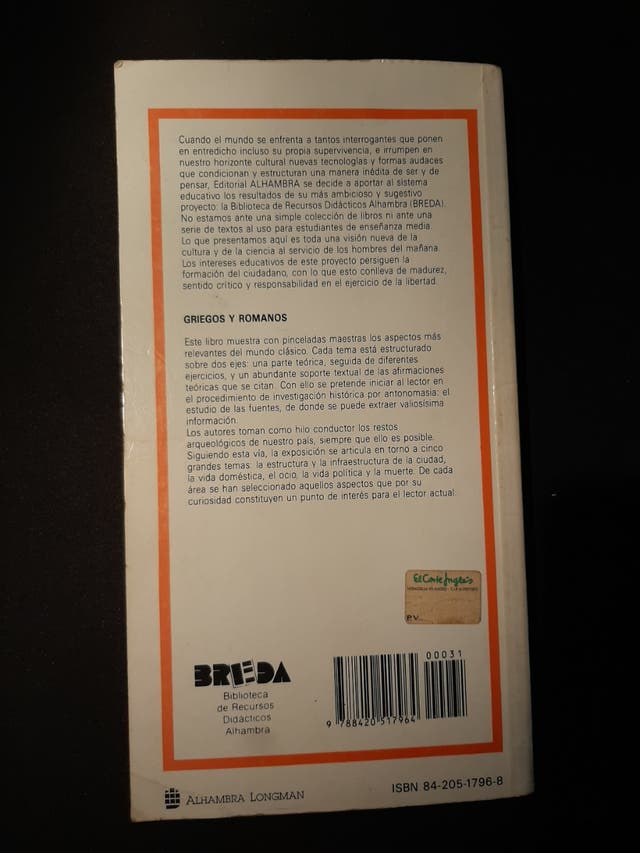 Cuando el mundo se enfrenta a tantos interrogantes que ponen
en entredicho incluso su propia supervivencia, e irrumpen en
nuestro horizonte cultural nuevas tecnologías y formas audaces
que condicionan y estructuran una manera inédita de ser y de
pensar, Editorial ALHAMBRA se decide a aportar al sistema
educativo los resultados de su más ambicioso y sugestivo
proyecto: la Biblioteca de Recursos Didácticos Alhambra (BREDA).
No estamos ante una simple colección de libros ni ante una
serie de textos al uso para estudiantes de enseñanza media.
Lo que presentamos aquí es toda una visión nueva de la
cultura y de la ciencia al servicio de los hombres del mañana.
Los intereses educativos de este proyecto persiguen la
formación del ciudadano, con lo que esto conlleva de madurez,
sentido crítico y responsabilidad en el ejercicio de la libertad.
GRIEGOS Y ROMANOS
Este libro muestra con pinceladas maestras los aspectos más
relevantes del mundo clásico. Cada tema está estructurado
sobre dos ejes: una parte teórica, seguida de diferentes
ejercicios, y un abundante soporte textual de las afirmaciones
teóricas que se citan. Con ello se pretende iniciar al lector en
el procedimiento de investigación histórica por antonomasia: el
estudio de las fuentes, de donde se puede extraer valiosísima
información.
Los autores toman como hilo conductor los restos
arqueológicos de nuestro país, siempre que ello es posible.
Siguiendo esta vía, la exposición se articula en torno a cinco
grandes temas: la estructura y la infraestructura de la ciudad,
la vida doméstica, el ocio, la vida política y la muerte. De cada
área se han seleccionado aquellos aspectos que por su
curiosidad constituyen un punto de interés para el lector actual.
El Corte Inglés
P.V.
BREDA
Biblioteca
de Recursos
Didácticos
Alhambra
00031
9 788420 517964
ALHAMBRA LONGMAN
ISBN 84-205-1796-8